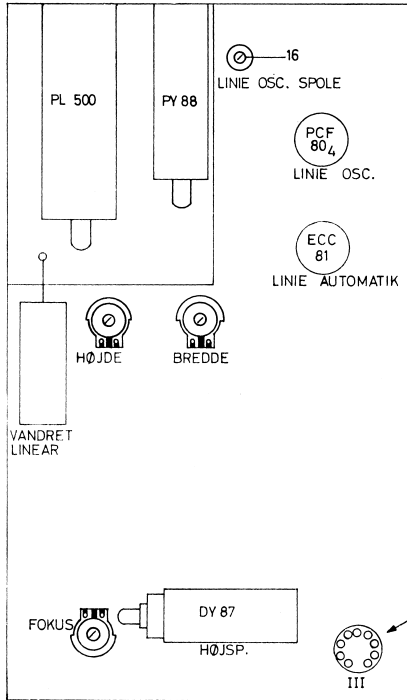 16
LINIE OSC. SPOLE
PL 500
PY 88
PCF
804
LINIE OSC.
ECC
81
LINIE AUTOMATIK
HØJDE
BREDDE
VANDRET
LINEAR
FOKUS
DY 87
HØJSP.
III